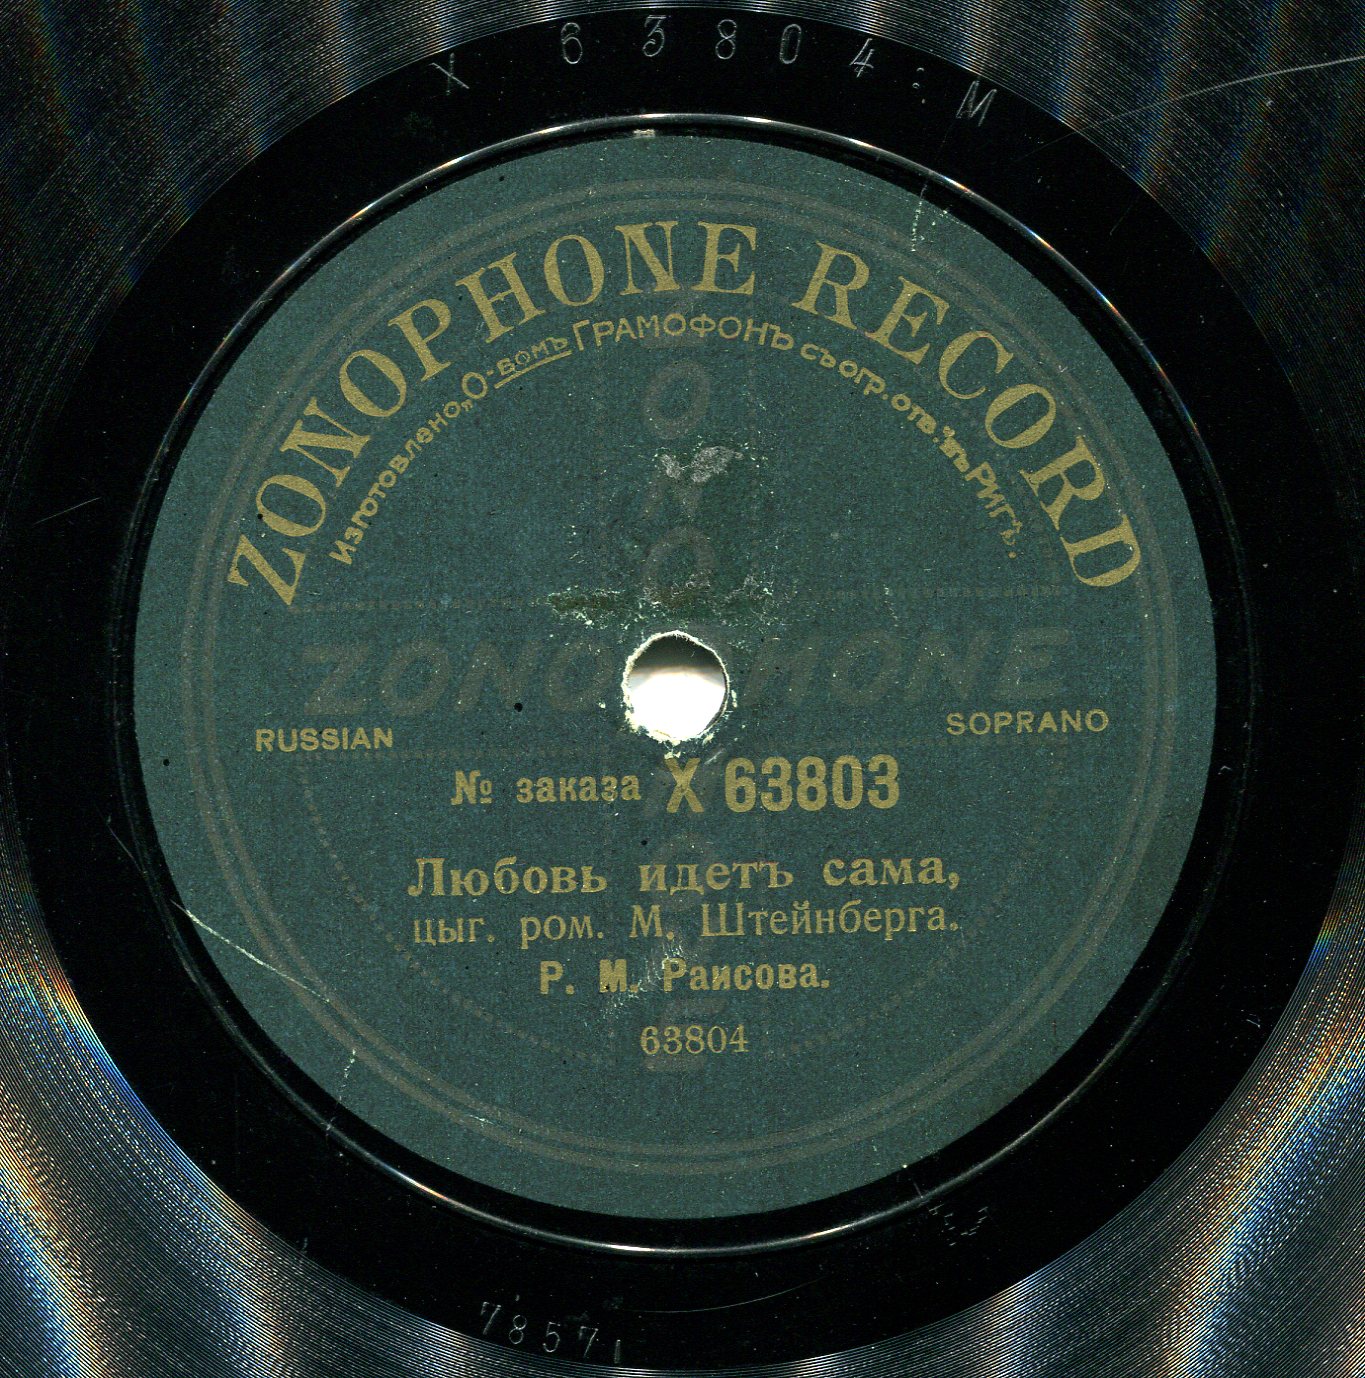 X 63804: M
ZONOPHONE RECORD
Изготовлено „О-вомъ Грамофонъ съ огр. отв." въ Ригѣ.
ZONOPHONE
RUSSIAN
SOPRANO
№ заказа X 63803
Любовь идетъ сама,
цыг. ром. М. Штейнберга.
Р. М. Раисова.
63804